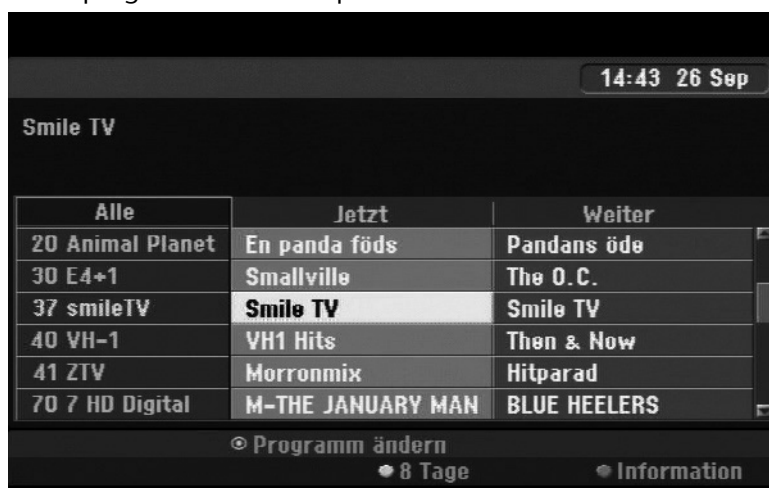 14:43 26 Sep
Smile TV
Alle Jetzt Weiter
20 Animal Planet En panda föds Pandans öde
30 E4+1 Smallville The O.C.
37 smileTV Smile TV Smile TV
40 VH-1 VH1 Hits Then & Now
41 ZTV Morronmix Hitparad
70 7 HD Digital M-THE JANUARY MAN BLUE HEELERS
Programm ändern
8 Tage Information